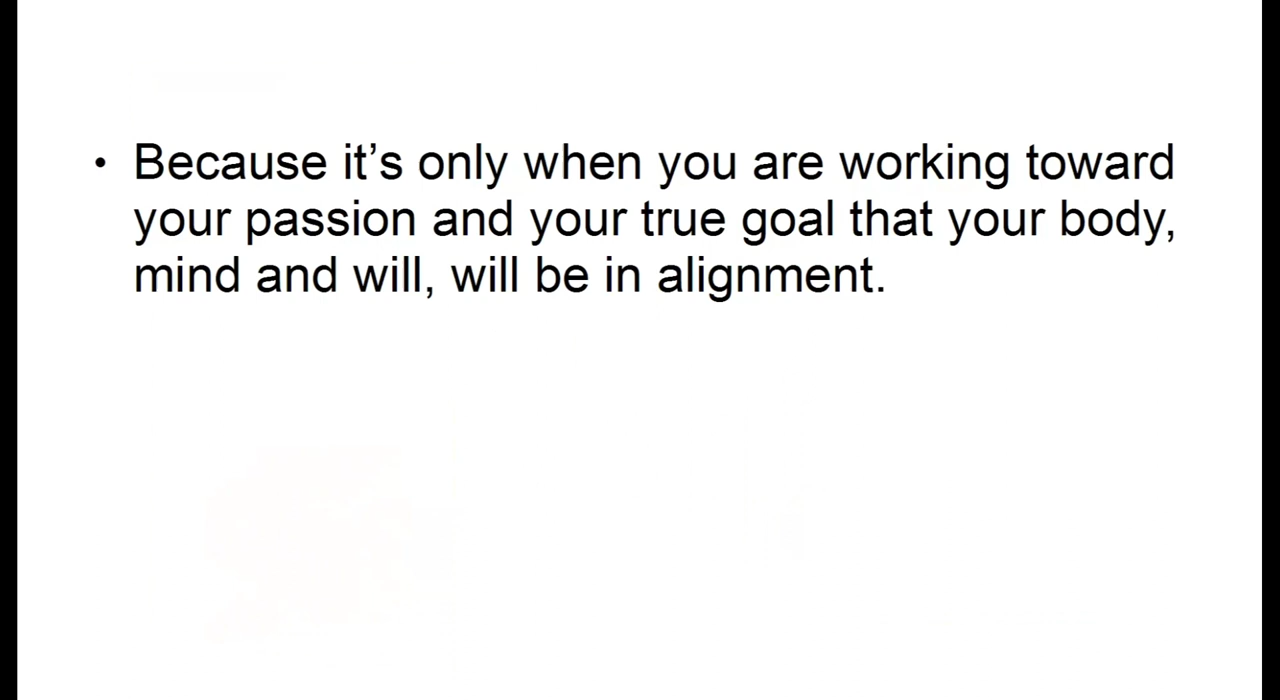 • Because it’s only when you are working toward
your passion and your true goal that your body,
mind and will, will be in alignment.